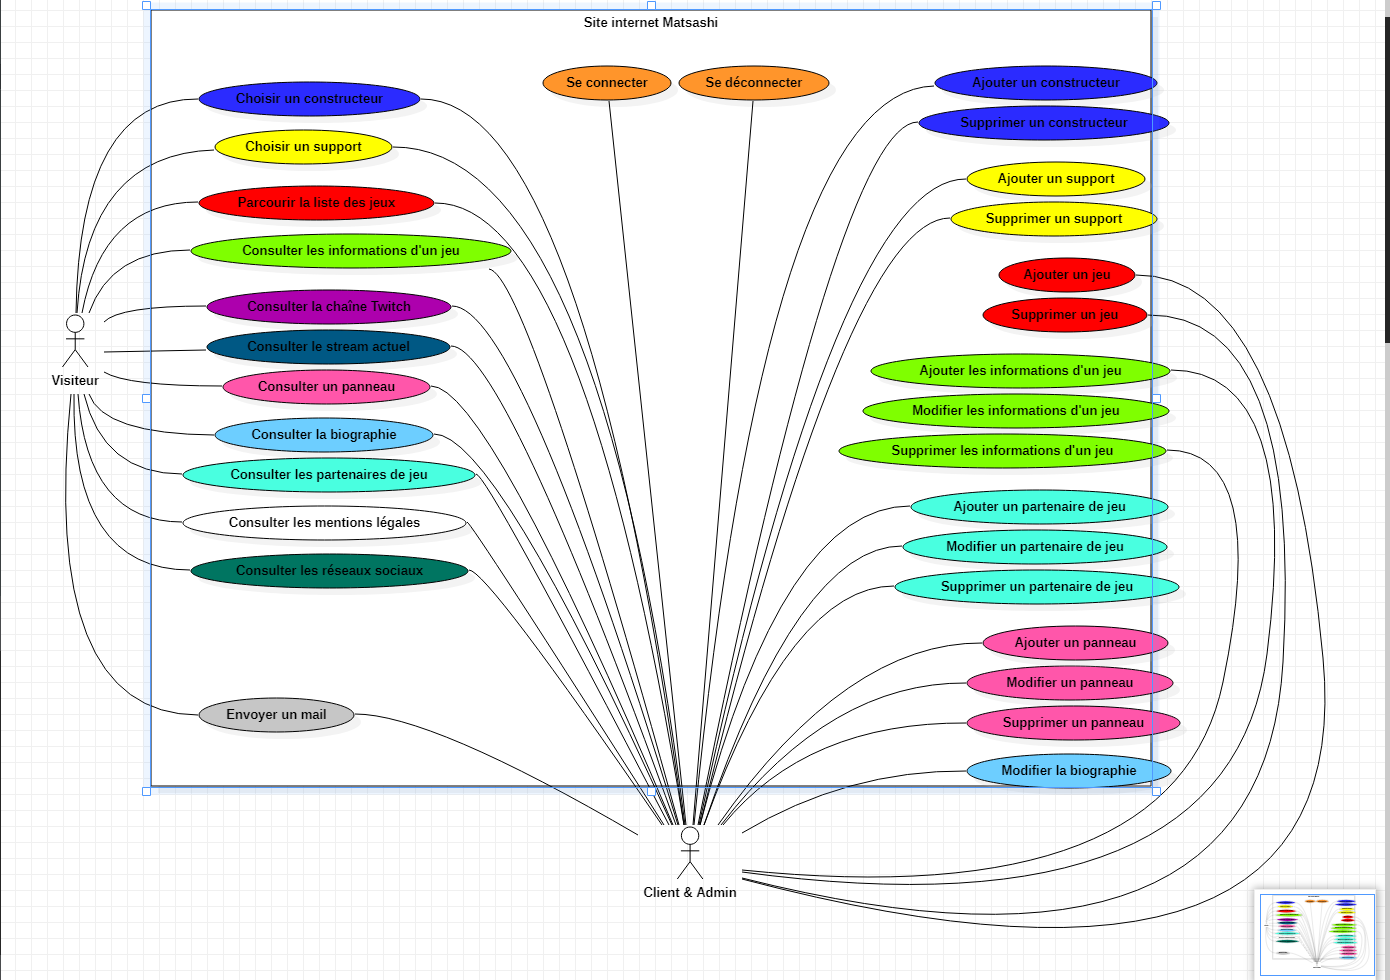 Site internet Matsashi
Se connecter
Se déconnecter
Choisir un constructeur
Choisir un support
Parcourir la liste des jeux
Consulter les informations d'un jeu
Consulter la chaîne Twitch
Consulter le stream actuel
Consulter un panneau
Consulter la biographie
Consulter les partenaires de jeu
Consulter les mentions légales
Consulter les réseaux sociaux
Envoyer un mail
Visiteur
Ajouter un constructeur
Supprimer un constructeur
Ajouter un support
Supprimer un support
Ajouter un jeu
Supprimer un jeu
Ajouter les informations d'un jeu
Modifier les informations d'un jeu
Supprimer les informations d'un jeu
Ajouter un partenaire de jeu
Modifier un partenaire de jeu
Supprimer un partenaire de jeu
Ajouter un panneau
Modifier un panneau
Supprimer un panneau
Modifier la biographie
Client & Admin